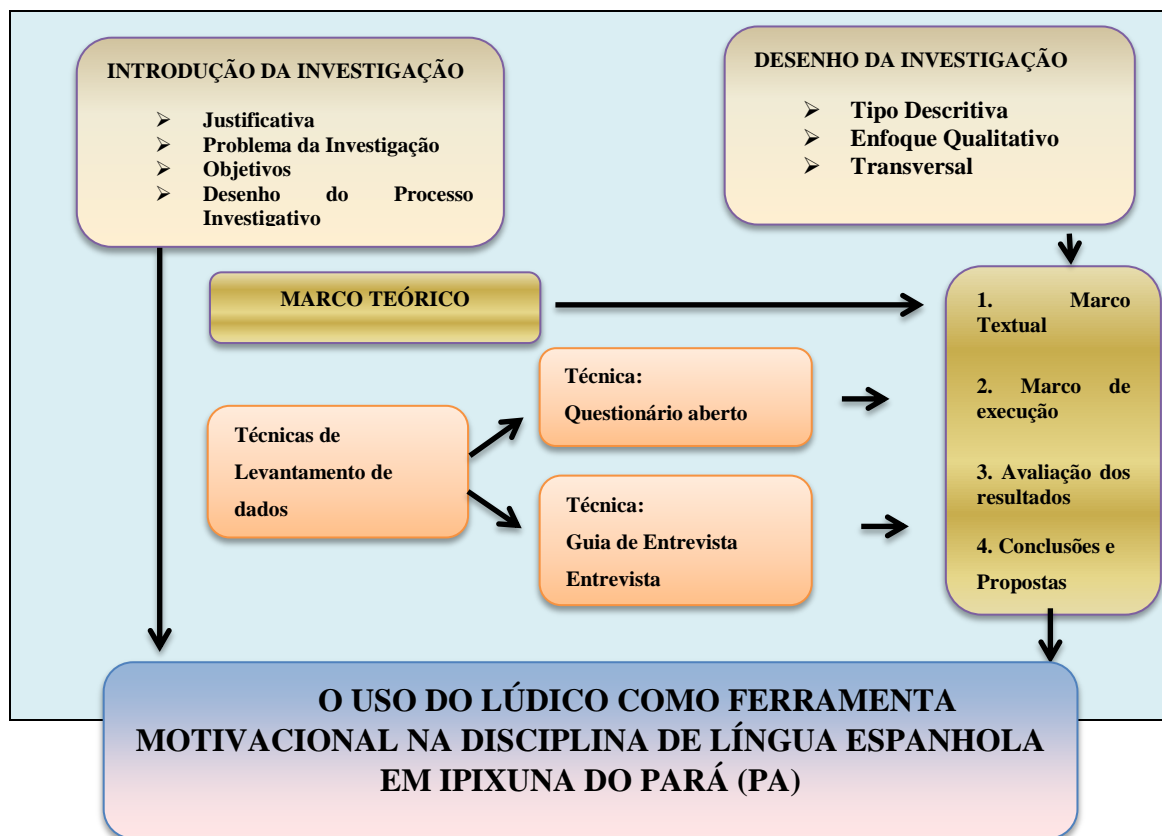 INTRODUÇÃO DA INVESTIGAÇÃO
➢ Justificativa
➢ Problema da Investigação
➢ Objetivos
➢ Desenho do Processo
Investigativo
DESENHO DA INVESTIGAÇÃO
➢ Tipo Descritiva
➢ Enfoque Qualitativo
➢ Transversal
MARCO TEÓRICO
Técnicas de
Levantamento de
dados
Técnica:
Questionário aberto
Técnica:
Guia de Entrevista
Entrevista
1. Marco
Textual
2. Marco de
execução
3. Avaliação dos
resultados
4. Conclusões e
Propostas
O USO DO LÚDICO COMO FERRAMENTA
MOTIVACIONAL NA DISCIPLINA DE LÍNGUA ESPANHOLA
EM IPIXUNA DO PARÁ (PA)